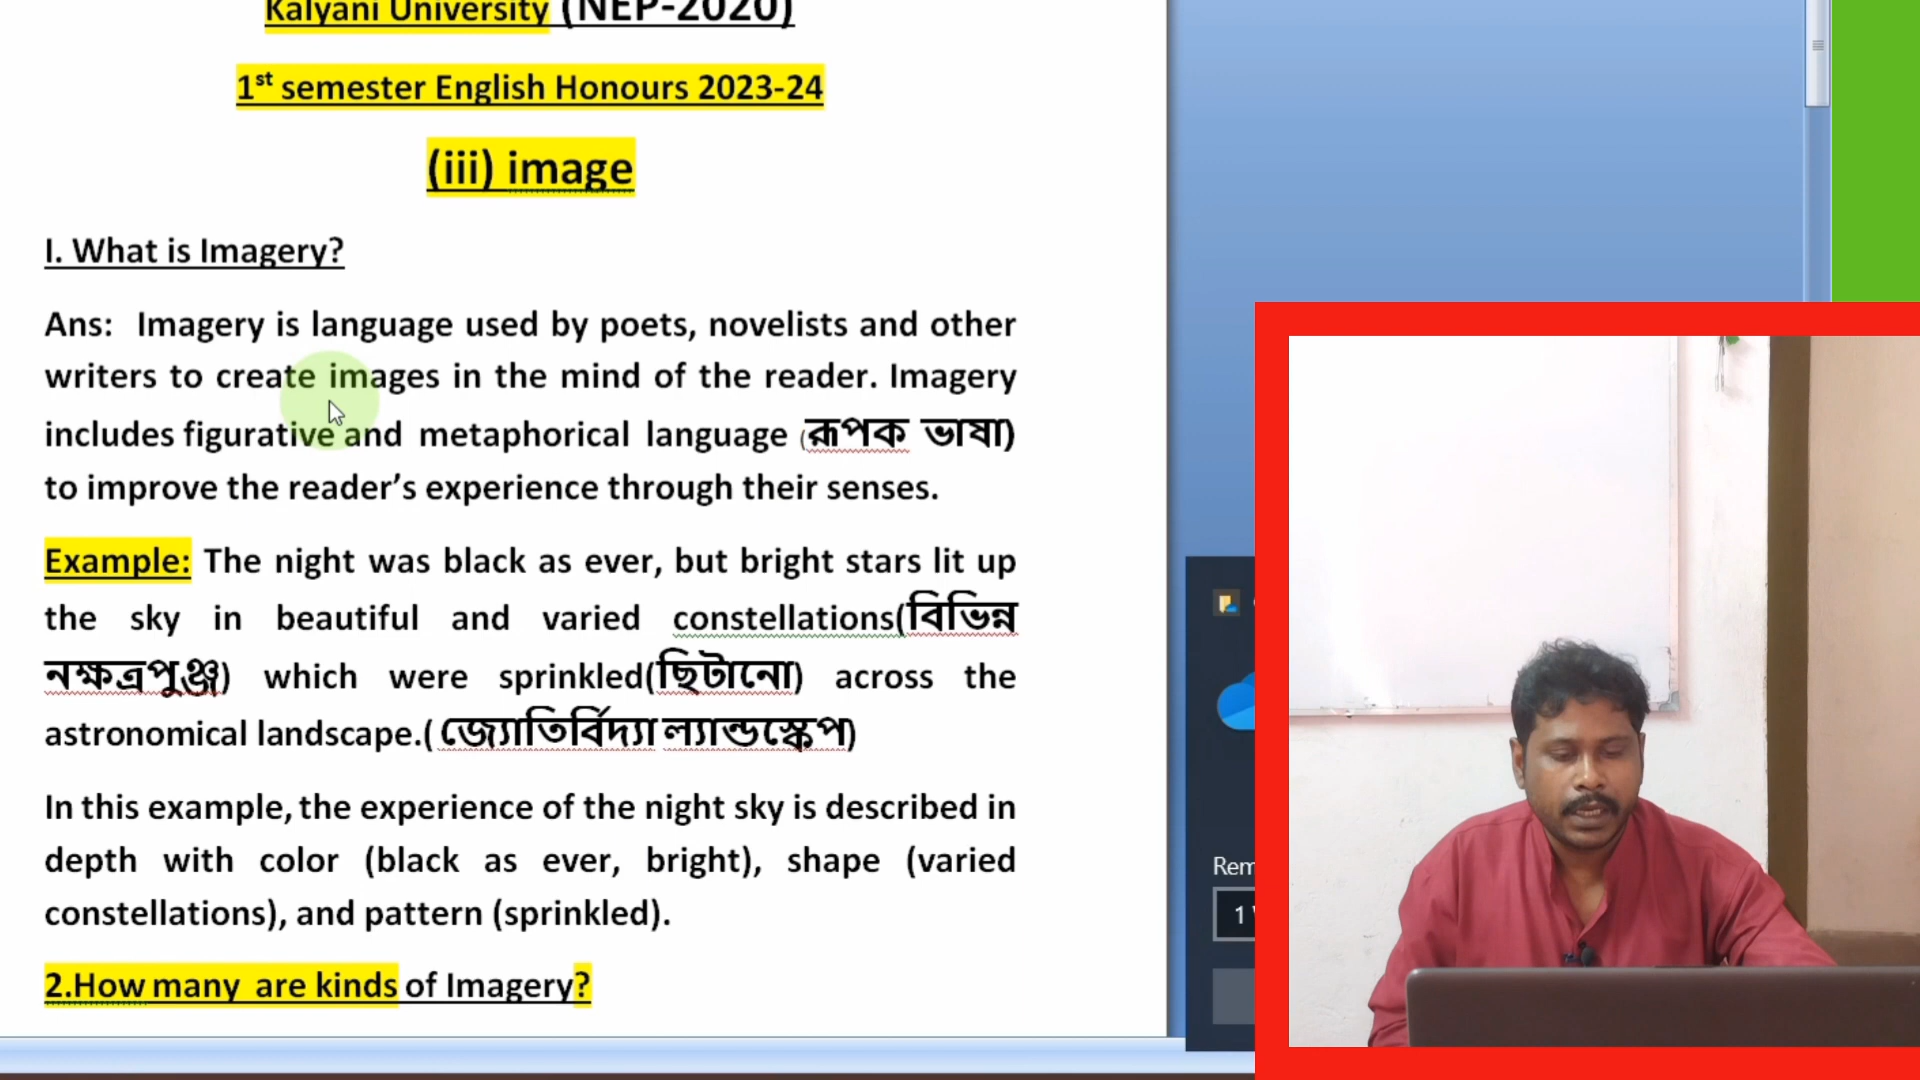 Kalyani University (NEP-2020)
1st semester English Honours 2023-24
(iii) image
I. What is Imagery?
Ans: Imagery is language used by poets, novelists and other
writers to create images in the mind of the reader. Imagery
includes figurative and metaphorical language (রূপক ভাষা)
to improve the reader’s experience through their senses.
Example: The night was black as ever, but bright stars lit up
the sky in beautiful and varied constellations(বিভিন্ন
নক্ষত্রপুঞ্জ) which were sprinkled(ছিটানো) across the
astronomical landscape.( জ্যোতির্বিদ্যা ল্যান্ডস্কেপ)
In this example, the experience of the night sky is described in
depth with color (black as ever, bright), shape (varied
constellations), and pattern (sprinkled).
2.How many are kinds of Imagery?
Rem
1